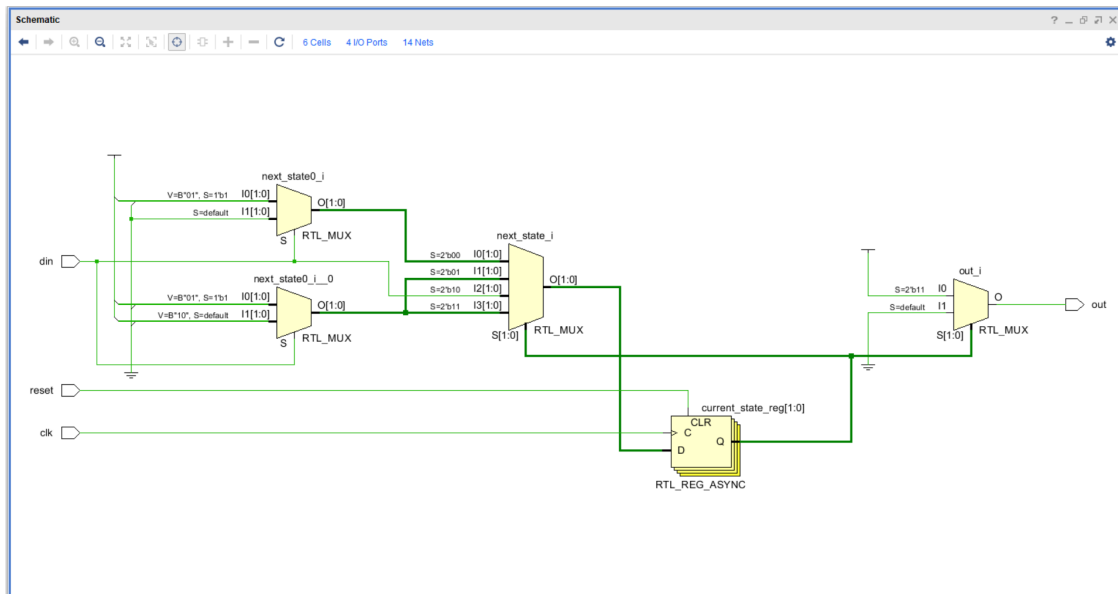 Schematic
6 Cells 4 I/O Ports 14 Nets
next_state0_i
V=B"01", S=1'b1 I0[1:0]
S=default I1[1:0]
O[1:0]
S RTL_MUX
din
next_state0_i__0
V=B"01", S=1'b1 I0[1:0]
V=B"10", S=default I1[1:0]
O[1:0]
S RTL_MUX
next_state_i
S=2'b00 I0[1:0]
S=2'b01 I1[1:0]
S=2'b10 I2[1:0]
S=2'b11 I3[1:0]
O[1:0]
S[1:0] RTL_MUX
out_i
S=2'b11 I0
S=default I1
O
S[1:0] RTL_MUX
out
reset
clk
current_state_reg[1:0]
CLR
C
D
Q
RTL_REG_ASYNC